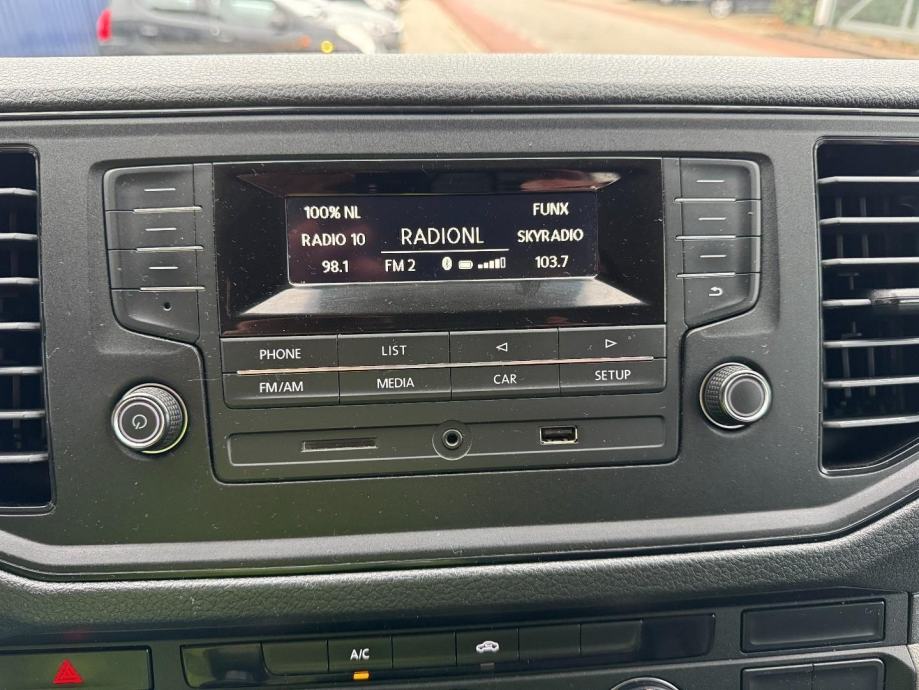 100% NL
FUNX
RADIO 10
RADIONL
SKYRADIO
98.1
FM 2
103.7
PHONE
LIST
FM/AM
MEDIA
CAR
SETUP
A/C